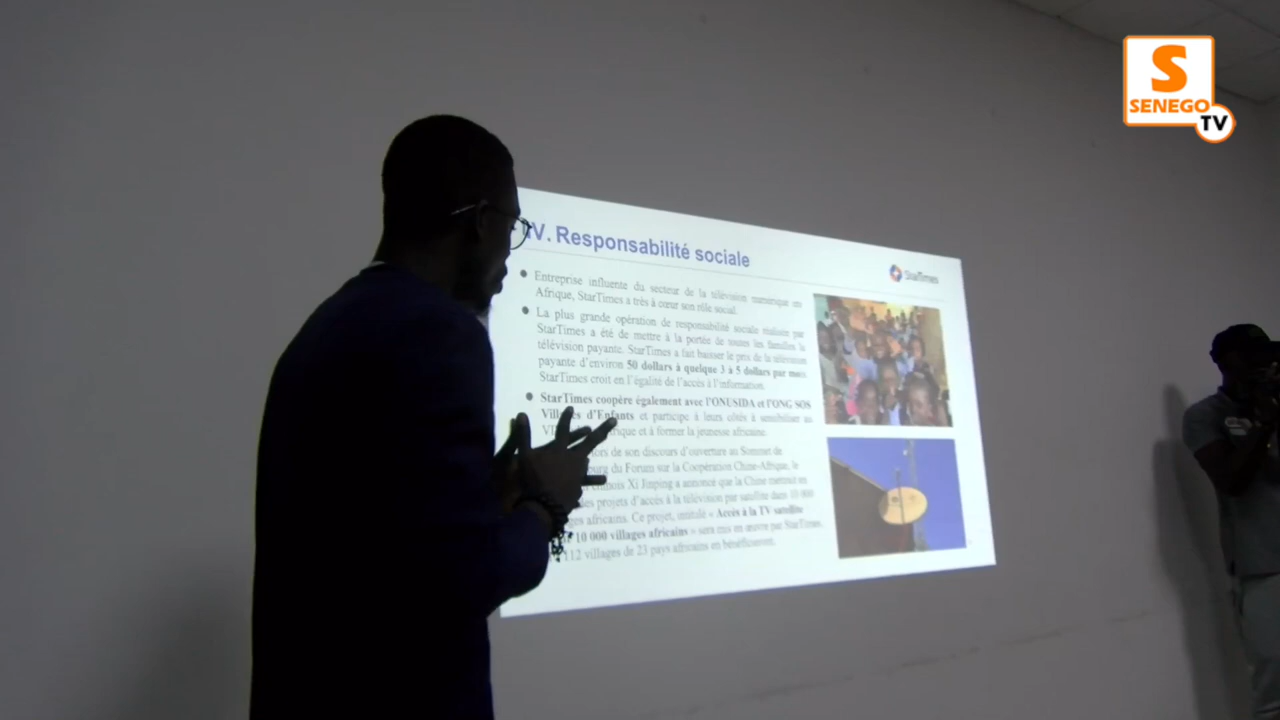 S
SENEGO
TV
IV. Responsabilité sociale
StarTimes
Entreprise influente du secteur de la télévision numérique en
Afrique, StarTimes a très à cœur son rôle social.
La plus grande opération de responsabilité sociale réalisée par
StarTimes a été de mettre à la portée de toutes les familles la
télévision payante. StarTimes a fait baisser le prix de la télévision
payante d'environ 50 dollars à quelque 3 à 5 dollars par mois.
StarTimes croit en l'égalité de l'accès à l'information.
StarTimes coopère également avec l'ONUSIDA et l'ONG SOS
Villages d'Enfants et participe à leurs côtés à sensibiliser au
et à former la jeunesse africaine.
lors de son discours d'ouverture au Sommet de
du Forum sur la Coopération Chine-Afrique, le
Xi Jinping a annoncé que la Chine mettrait en
projets d'accès à la télévision par satellite dans 10 000
africains. Ce projet, intitulé « Accès à la TV satellite
10 000 villages africains » sera mis en œuvre par StarTimes.
112 villages de 23 pays africains en bénéficieront.